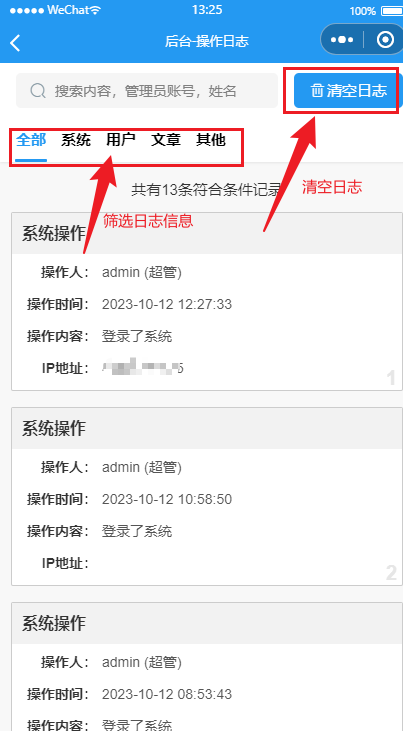 WeChat 13:25 100%
后台-操作日志
搜索内容，管理员账号，姓名 清空日志
全部 系统 用户 文章 其他
共有13条符合条件记录 清空日志
筛选日志信息
系统操作
操作人： admin (超管)
操作时间： 2023-10-12 12:27:33
操作内容： 登录了系统
IP地址：
1
系统操作
操作人： admin (超管)
操作时间： 2023-10-12 10:58:50
操作内容： 登录了系统
IP地址：
2
系统操作
操作人： admin (超管)
操作时间： 2023-10-12 08:53:43
操作内容： 登录了系统